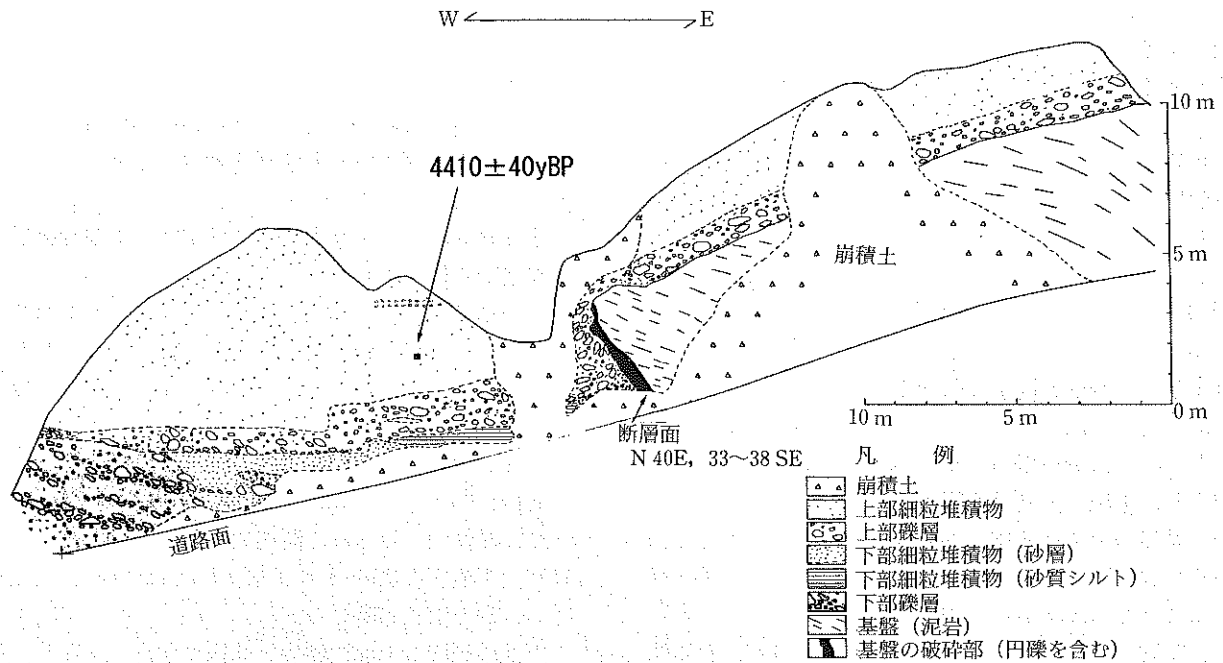 W E
10 m
4410±40yBP
崩積土
5 m
10 m 5 m 0 m
断層面
N 40E, 33〜38 SE
道路面
凡 例
崩積土
上部細粒堆積物
上部礫層
下部細粒堆積物（砂層）
下部細粒堆積物（砂質シルト）
下部礫層
基盤（泥岩）
基盤の破砕部（円礫を含む）